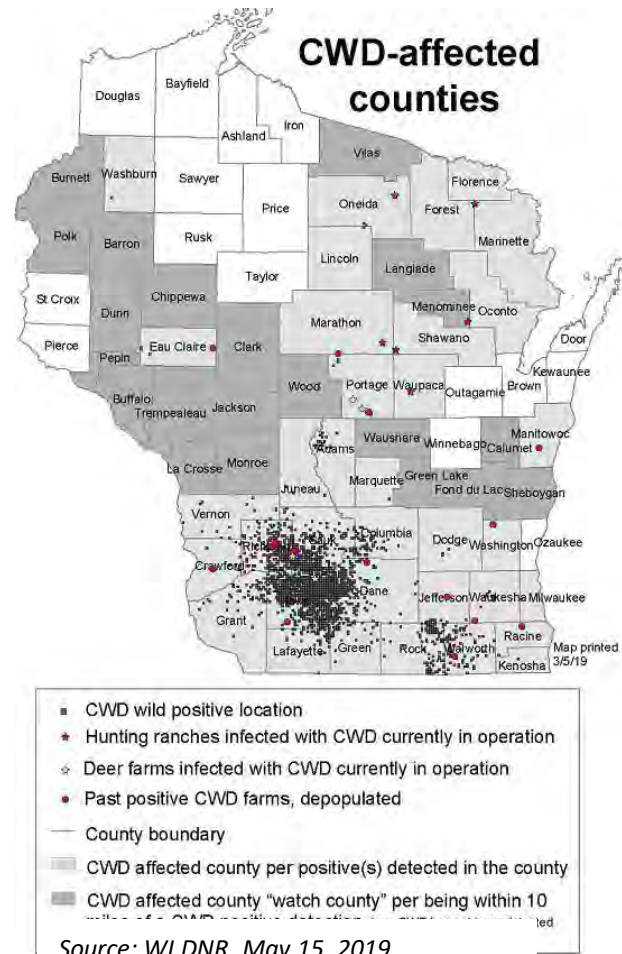 CWD-affected
counties
Douglas
Bayfield
Ashland
Iron
Vilas
Burnett
Washburn
Sawyer
Florence
Oneida
Forest
Price
Marinette
Polk
Barron
Rusk
Lincoln
Langlade
Taylor
Chippewa
St Croix
Menominee
Oconto
Dunn
Marathon
Shawano
Door
Pierce
Eau Claire
Clerk
Pepin
Kewaunee
Wood
Portage
Waupaca
Outagamie
Brown
Buffalo
Trempealeau
Jackson
Waushare
Winnebago
Manitowoc
Calumet
Adams
La Crosse
Monroe
Marquette
Green Lake
Fond du Lac
Sheboygan
Juneau
Vernon
Columbia
Dodge
Washington
Ozaukee
Sauk
Crawford
Dane
Jefferson
Waukesha
Milwaukee
Grant
Lafayette
Green
Rock
Walworth
Racine
Kenosha
Map printed
3/5/19
CWD wild positive location
Hunting ranches infected with CWD currently in operation
Deer farms infected with CWD currently in operation
Past positive CWD farms, depopulated
County boundary
CWD affected county per positive(s) detected in the county
CWD affected county "watch county" per being within 10
Source: WI DNR, May 15, 2019